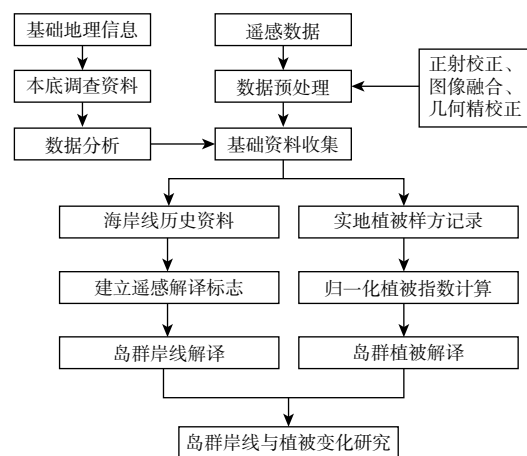 基础地理信息
遥感数据
本底调查资料
数据预处理
正射校正、
图像融合、
几何精校正
数据分析
基础资料收集
海岸线历史资料
实地植被样方记录
建立遥感解译标志
归一化植被指数计算
岛群岸线解译
岛群植被解译
岛群岸线与植被变化研究